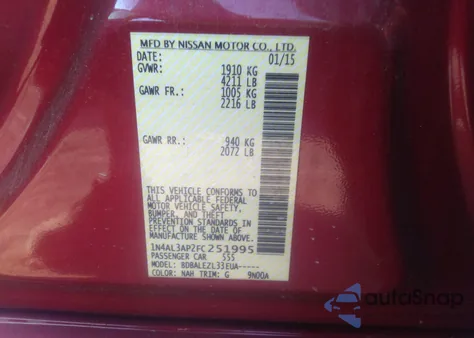 MFD BY NISSAN MOTOR CO., LTD.
DATE: 01/15
GVWR: 1910 KG
4211 LB
GAWR FR.: 1005 KG
2216 LB
GAWR RR.: 940 KG
2072 LB
THIS VEHICLE CONFORMS TO
ALL APPLICABLE FEDERAL
MOTOR VEHICLE SAFETY,
BUMPER, AND THEFT
PREVENTION STANDARDS IN
EFFECT ON THE DATE OF
MANUFACTURE SHOWN ABOVE.
1N4AL3AP2FC251995
PASSENGER CAR 555
MODEL: BDBALEZL33EUA-----
COLOR: NAH TRIM: G 9N00A
autoSnap